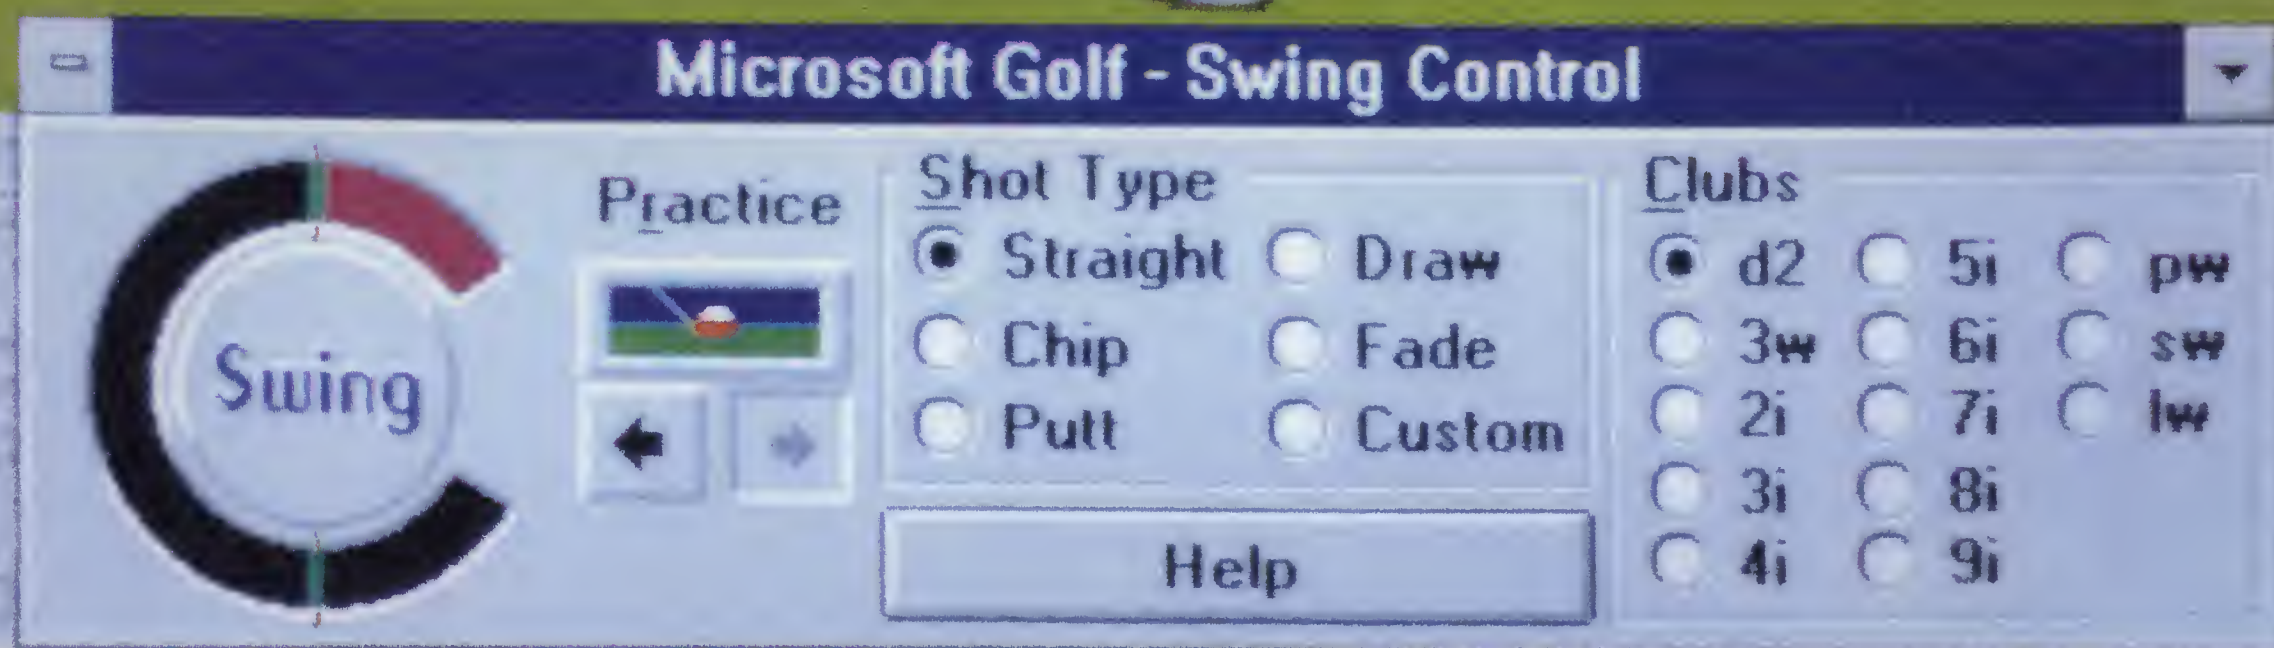 Microsoft Golf - Swing Control
Swing
Practice
Shot Type
Straight
Draw
Chip
Fade
Putt
Custom
Help
Clubs
d2
5i
pw
3w
6i
sw
2i
7i
lw
3i
8i
4i
9i